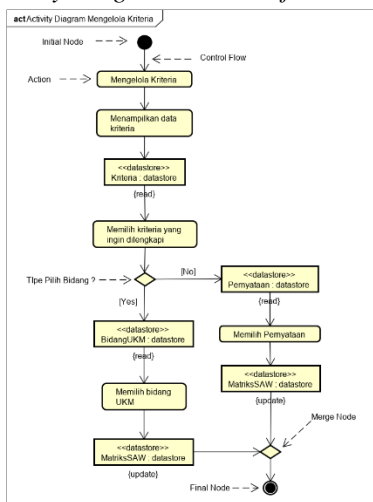 act Activity Diagram Mengelola Kriteria
Initial Node
Control Flow
Action
Mengelola Kriteria
Menampilkan data
kriteria
<<datastore>>
Kriteria : datastore
{read}
Memilih kriteria yang
ingin dilengkapi
TIpe Pilih Bidang ?
[No]
[Yes]
<<datastore>>
Pernyataan : datastore
{read}
<<datastore>>
BidangUKM : datastore
{read}
Memilih Pernyataan
<<datastore>>
MatriksSAW : datastore
{update}
Memilih bidang
UKM
Merge Node
<<datastore>>
MatriksSAW : datastore
{update}
Final Node